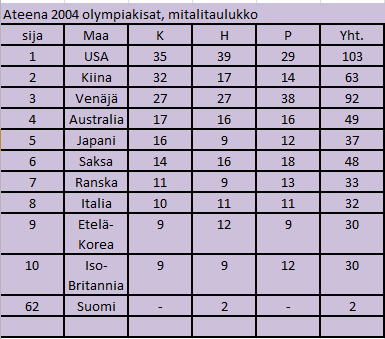 Ateena 2004 olympiakisat, mitalitaulukko
sija Maa K H P Yht.
1 USA 35 39 29 103
2 Kiina 32 17 14 63
3 Venäjä 27 27 38 92
4 Australia 17 16 16 49
5 Japani 16 9 12 37
6 Saksa 14 16 18 48
7 Ranska 11 9 13 33
8 Italia 10 11 11 32
9 Etelä- 9 12 9 30
Korea
10 Iso- 9 9 12 30
Britannia
62 Suomi - 2 - 2